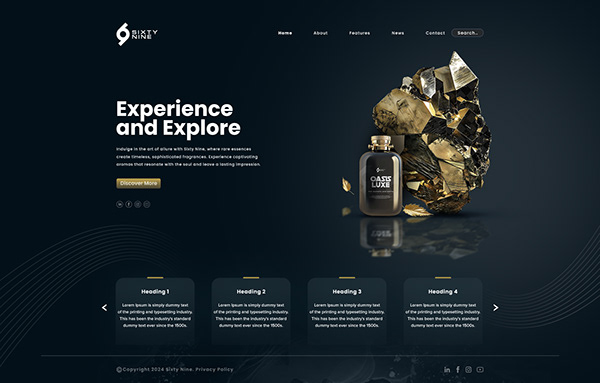 SIXTY
NINE
Home About Features News Contact Search..
Experience
and Explore
Indulge in the art of allure with Sixty Nine, where rare essences
create timeless, sophisticated fragrances. Experience captivating
aromas that resonate with the soul and leave a lasting impression.
Discover More
OASIS
LUXE
Heading 1
Lorem Ipsum is simply dummy text
of the printing and typesetting industry.
This has been the industry's standard
dummy text ever since the 1500s.
Heading 2
Lorem Ipsum is simply dummy text
of the printing and typesetting industry.
This has been the industry's standard
dummy text ever since the 1500s.
Heading 3
Lorem Ipsum is simply dummy text
of the printing and typesetting industry.
This has been the industry's standard
dummy text ever since the 1500s.
Heading 4
Lorem Ipsum is simply dummy text
of the printing and typesetting industry.
This has been the industry's standard
dummy text ever since the 1500s.
©Copyright 2024 Sixty Nine. Privacy Policy